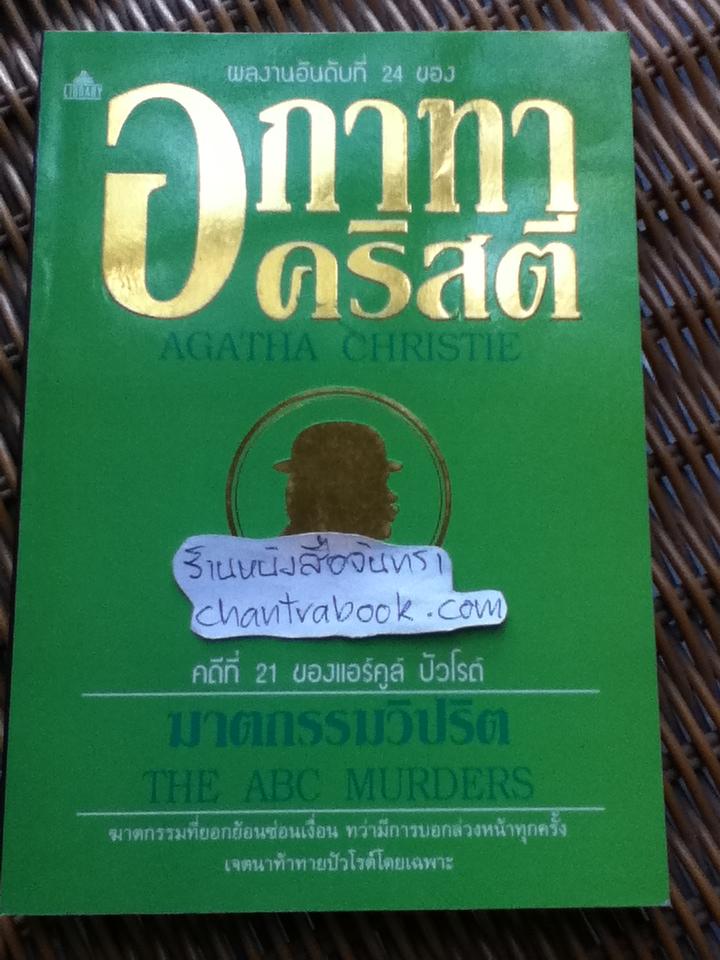 ผลงานอันดับที่ 24 ของ
LIBRARY
อกาทา
คริสตี
AGATHA CHRISTIE
ร้านหนังสือจันทรา
chantrabook.com
คดีที่ 21 ของแอร์คูล์ ปัวโรต์
ฆาตกรรมวิปริต
THE ABC MURDERS
ฆาตกรรมที่ยอกย้อนซ่อนเงื่อน ทว่ามีการบอกล่วงหน้าทุกครั้ง
เจตนาท้าทายปัวโรต์โดยเฉพาะ